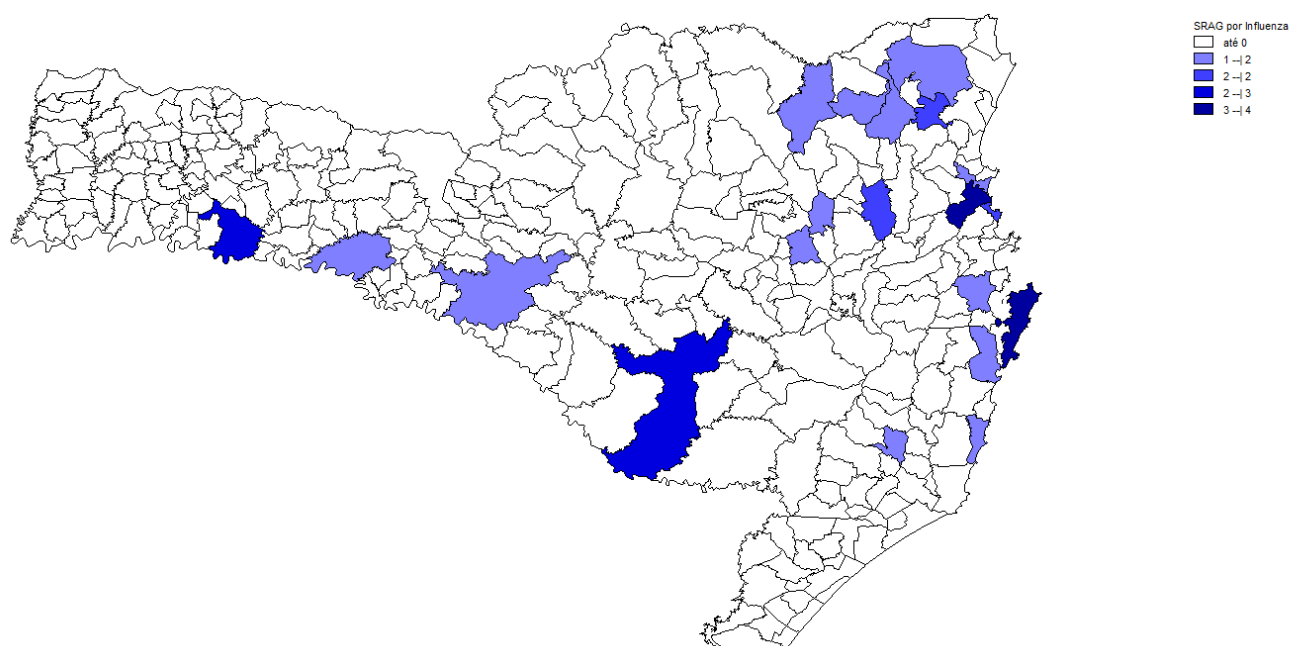 SRAG por Influenza
até 0
1 --| 2
2 --| 2
2 --| 3
3 --| 4